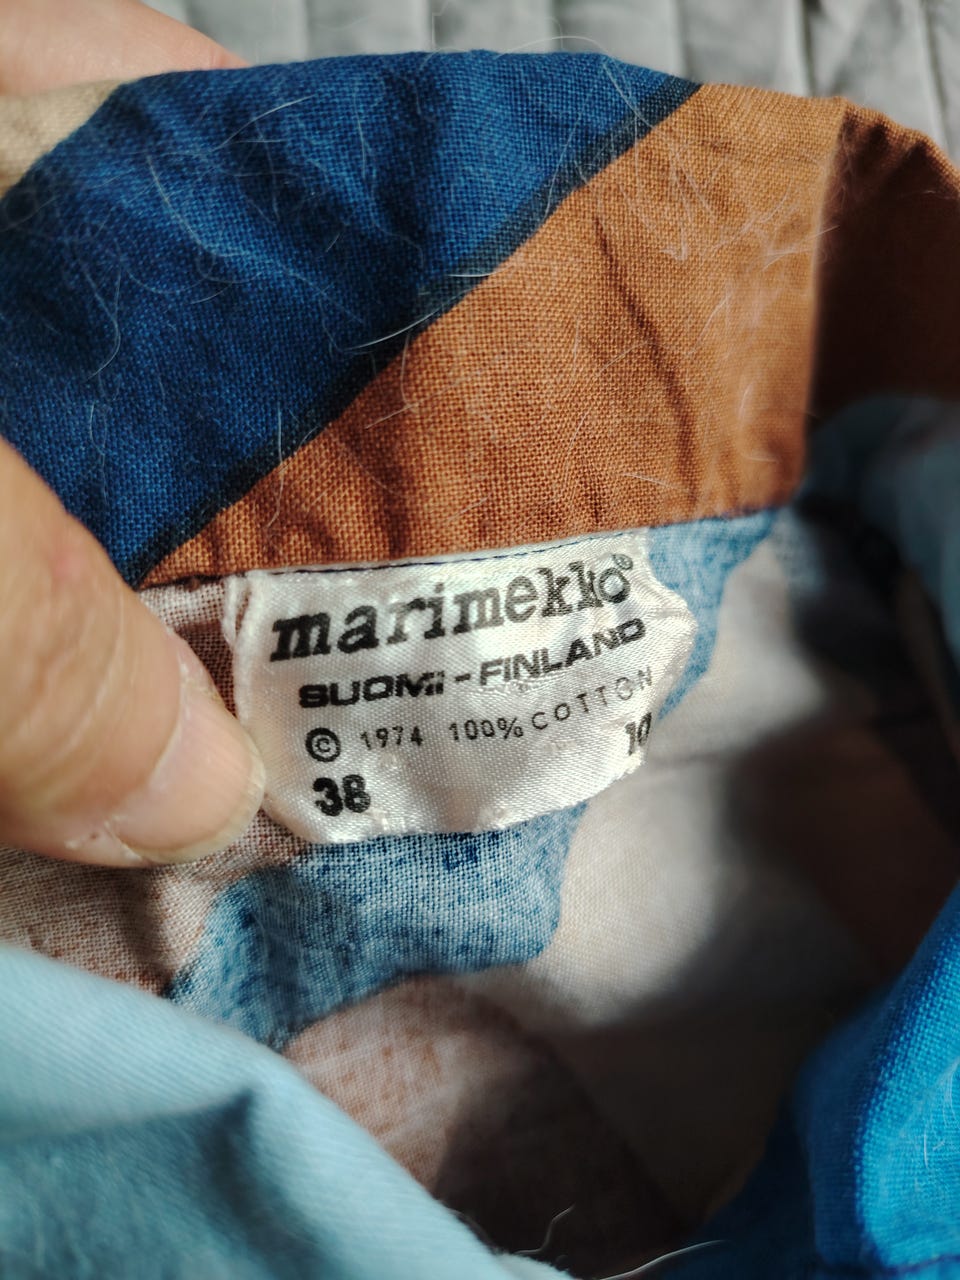 marimekko®
SUOMI-FINLAND
© 1974 100% COTTON
38 10